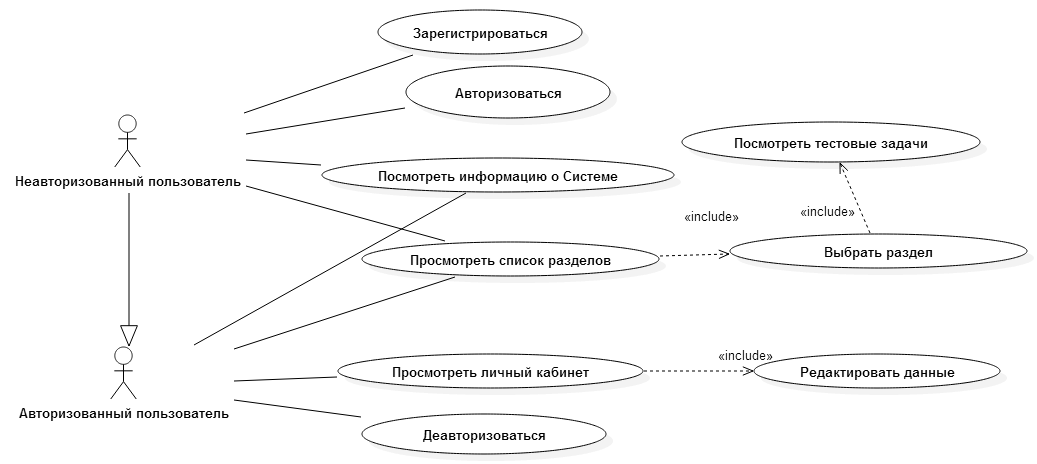 Зарегистрироваться
Авторизоваться
Посмотреть тестовые задачи
Неавторизованный пользователь
Посмотреть информацию о Системе
«include»
«include»
Просмотреть список разделов
Выбрать раздел
«include»
Просмотреть личный кабинет
Редактировать данные
Авторизованный пользователь
Деавторизоваться